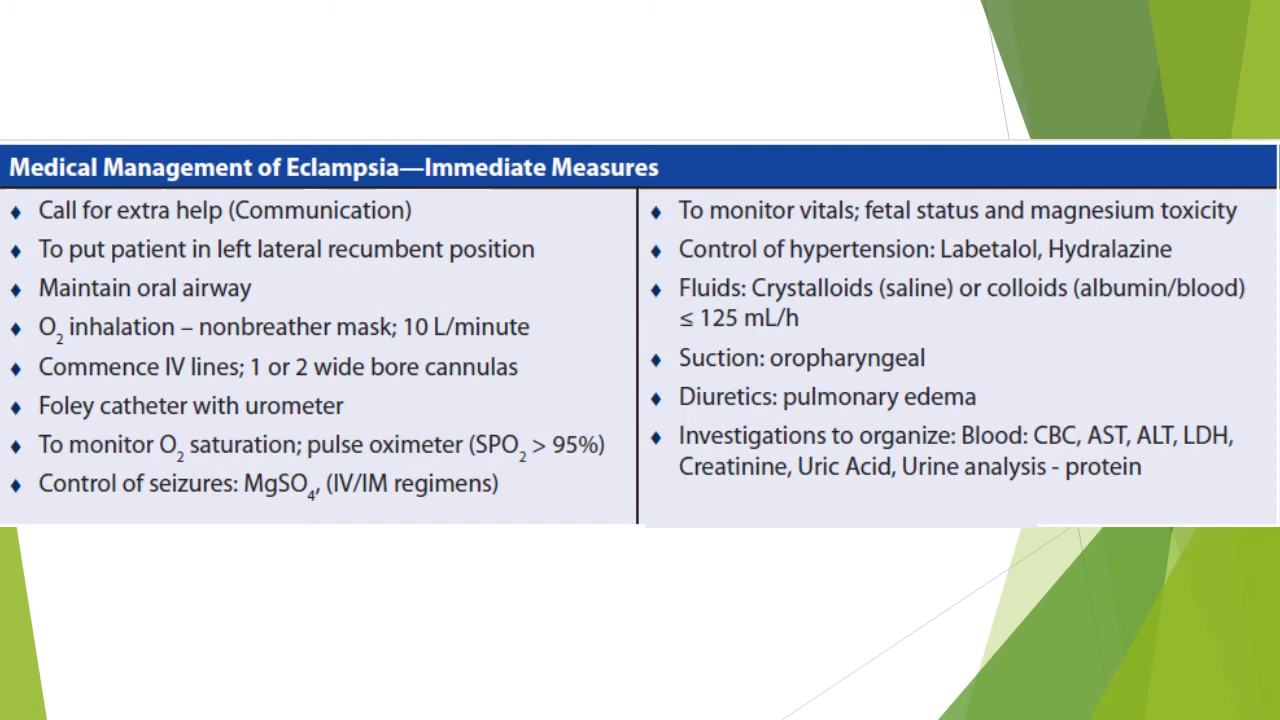 Medical Management of Eclampsia—Immediate Measures
♦ Call for extra help (Communication)
♦ To put patient in left lateral recumbent position
♦ Maintain oral airway
♦ O₂ inhalation – nonbreather mask; 10 L/minute
♦ Commence IV lines; 1 or 2 wide bore cannulas
♦ Foley catheter with urometer
♦ To monitor O₂ saturation; pulse oximeter (SPO₂ > 95%)
♦ Control of seizures: MgSO₄, (IV/IM regimens)
♦ To monitor vitals; fetal status and magnesium toxicity
♦ Control of hypertension: Labetalol, Hydralazine
♦ Fluids: Crystalloids (saline) or colloids (albumin/blood)
≤ 125 mL/h
♦ Suction: oropharyngeal
♦ Diuretics: pulmonary edema
♦ Investigations to organize: Blood: CBC, AST, ALT, LDH,
Creatinine, Uric Acid, Urine analysis - protein